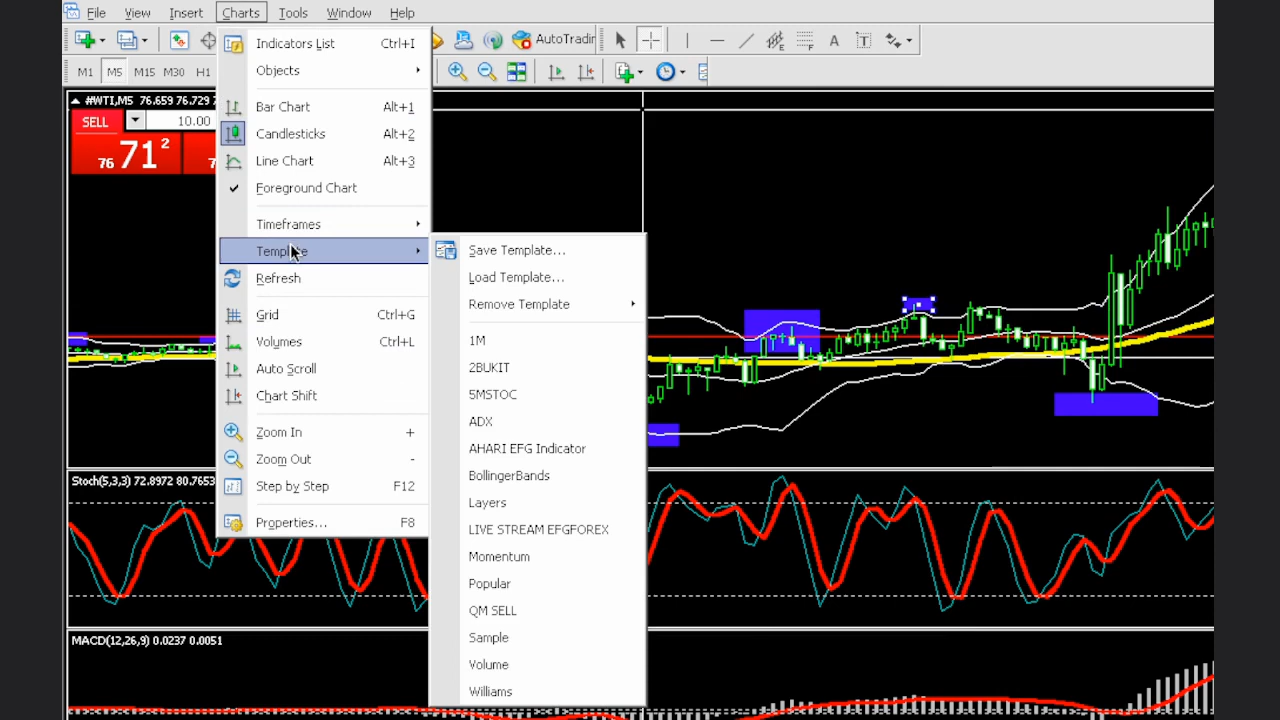 File View Insert Charts Tools Window Help
AutoTradin
M1 M5 M15 M30 H1
#WTI,M5 76.659 76.729 7
SELL 10.00
76 71 2 7
Indicators List Ctrl+I
Objects
Bar Chart Alt+1
Candlesticks Alt+2
Line Chart Alt+3
Foreground Chart
Timeframes
Template
Refresh
Grid Ctrl+G
Volumes Ctrl+L
Auto Scroll
Chart Shift
Zoom In +
Zoom Out -
Step by Step F12
Properties... F8
Save Template...
Load Template...
Remove Template
1M
2BUKIT
5MSTOC
ADX
AHARI EFG Indicator
BollingerBands
Layers
LIVE STREAM EFGFOREX
Momentum
Popular
QM SELL
Sample
Volume
Williams
Stoch(5,3,3) 72.8972 80.7653
MACD(12,26,9) 0.0237 0.0051